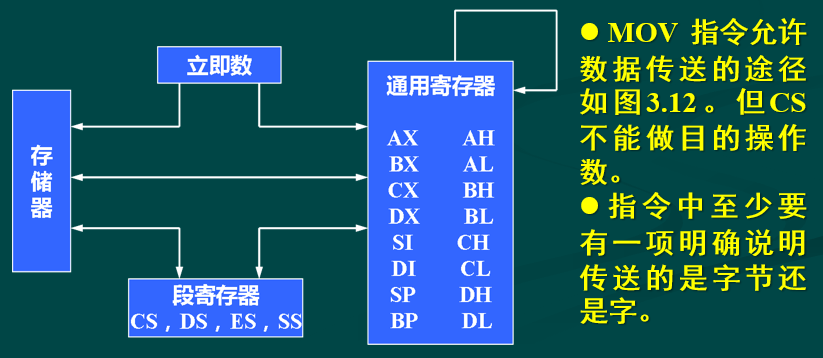 立即数
存
储
器
段寄存器
CS，DS，ES，SS
通用寄存器
AX AH
BX AL
CX BH
DX BL
SI CH
DI CL
SP DH
BP DL
● MOV 指令允许
数据传送的途径
如图3.12。但CS
不能做目的操作
数。
● 指令中至少要
有一项明确说明
传送的是字节还
是字。